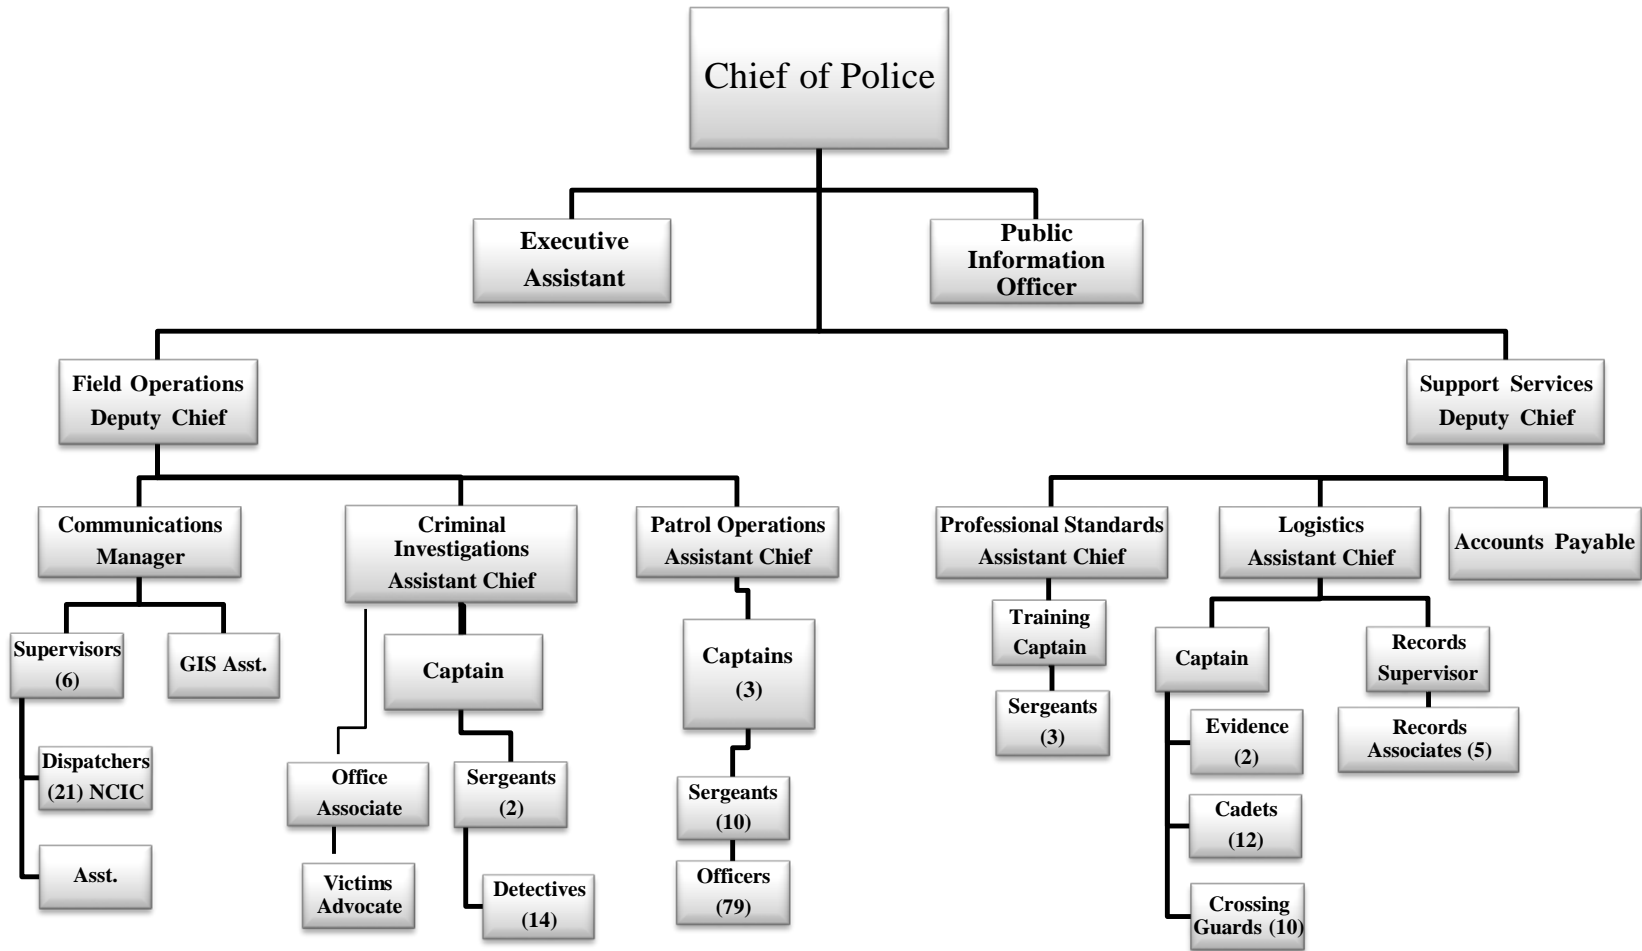 Chief of Police
Executive
Assistant
Public
Information
Officer
Field Operations
Deputy Chief
Support Services
Deputy Chief
Communications
Manager
Criminal
Investigations
Assistant Chief
Patrol Operations
Assistant Chief
Professional Standards
Assistant Chief
Logistics
Assistant Chief
Accounts Payable
Supervisors
(6)
GIS Asst.
Captain
Captains
(3)
Training
Captain
Captain
Records
Supervisor
Sergeants
(3)
Evidence
(2)
Records
Associates (5)
Dispatchers
(21) NCIC
Office
Associate
Sergeants
(2)
Sergeants
(10)
Cadets
(12)
Asst.
Victims
Advocate
Detectives
(14)
Officers
(79)
Crossing
Guards (10)